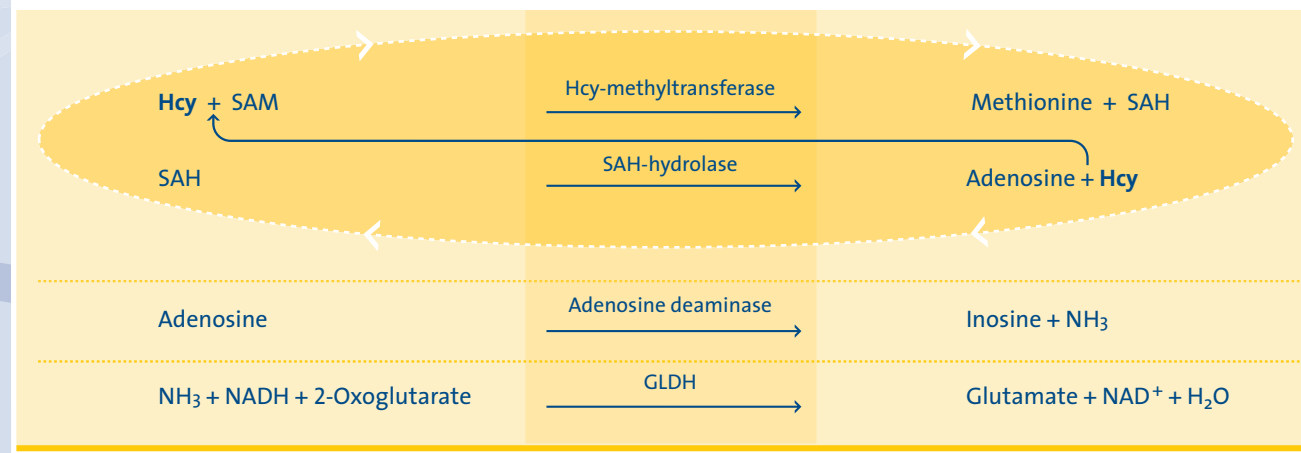 Hcy + SAM Hcy-methyltransferase Methionine + SAH
SAH SAH-hydrolase Adenosine + Hcy
Adenosine Adenosine deaminase Inosine + NH₃
NH₃ + NADH + 2-Oxoglutarate GLDH Glutamate + NAD⁺ + H₂O